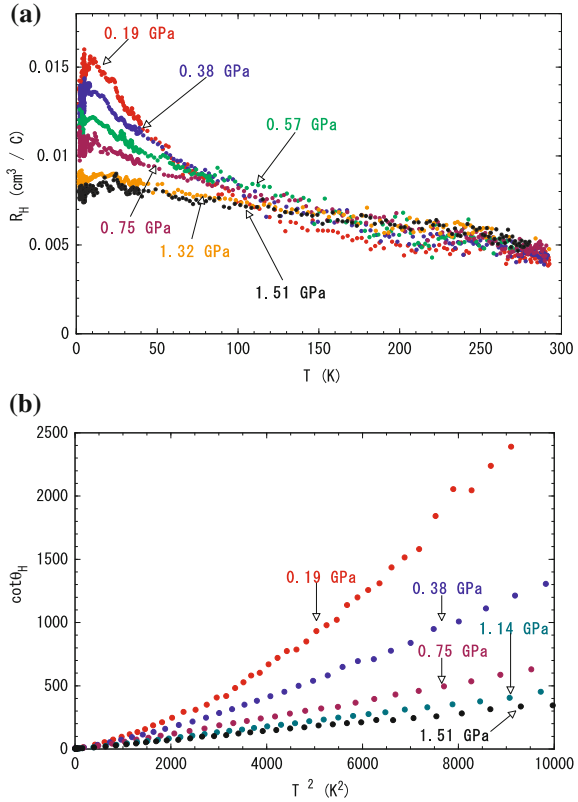 (a)
0.19 GPa
0.38 GPa
0.57 GPa
0.75 GPa
1.32 GPa
1.51 GPa
0.015
0.01
0.005
0
R_H (cm³ / C)
0 50 100 150 200 250 300
T (K)
(b)
2500
2000
1500
1000
500
0
cotθ_H
0.19 GPa
0.38 GPa
1.14 GPa
0.75 GPa
1.51 GPa
0 2000 4000 6000 8000 10000
T ² (K²)